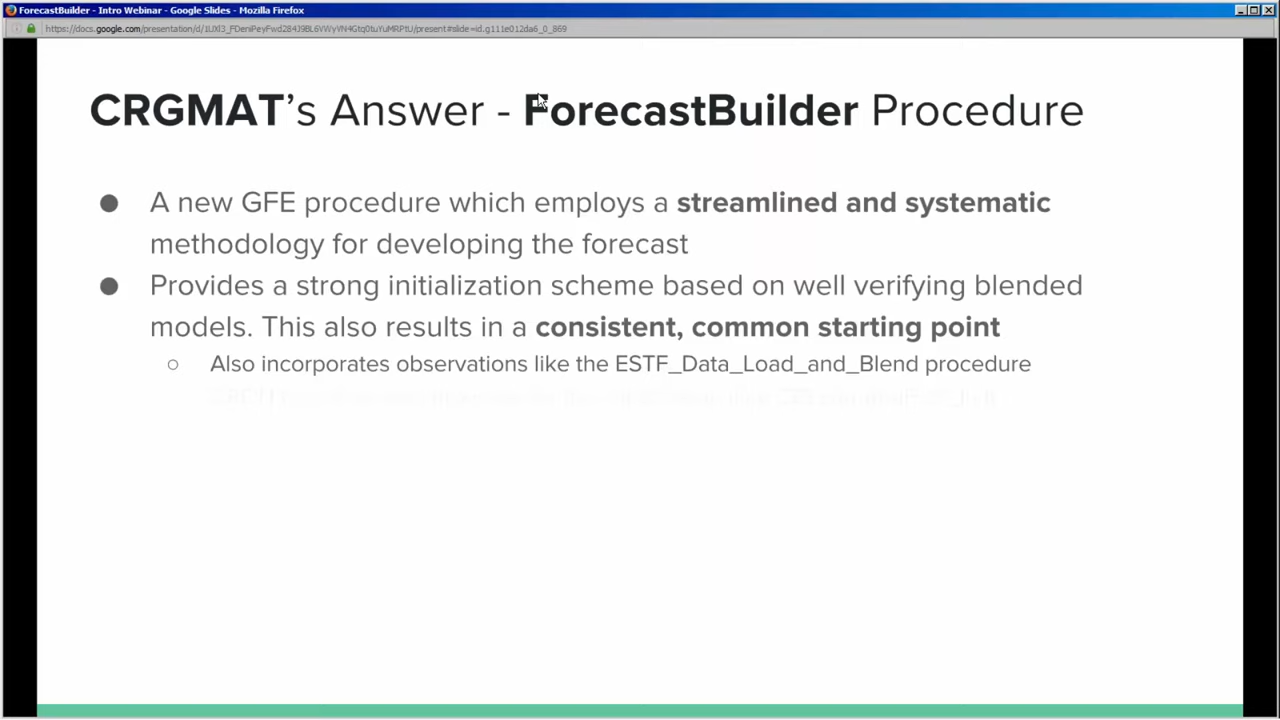 ForecastBuilder - Intro Webinar - Google Slides - Mozilla Firefox
CRGMAT's Answer - ForecastBuilder Procedure
● A new GFE procedure which employs a streamlined and systematic
methodology for developing the forecast
● Provides a strong initialization scheme based on well verifying blended
models. This also results in a consistent, common starting point
○ Also incorporates observations like the ESTF_Data_Load_and_Blend procedure